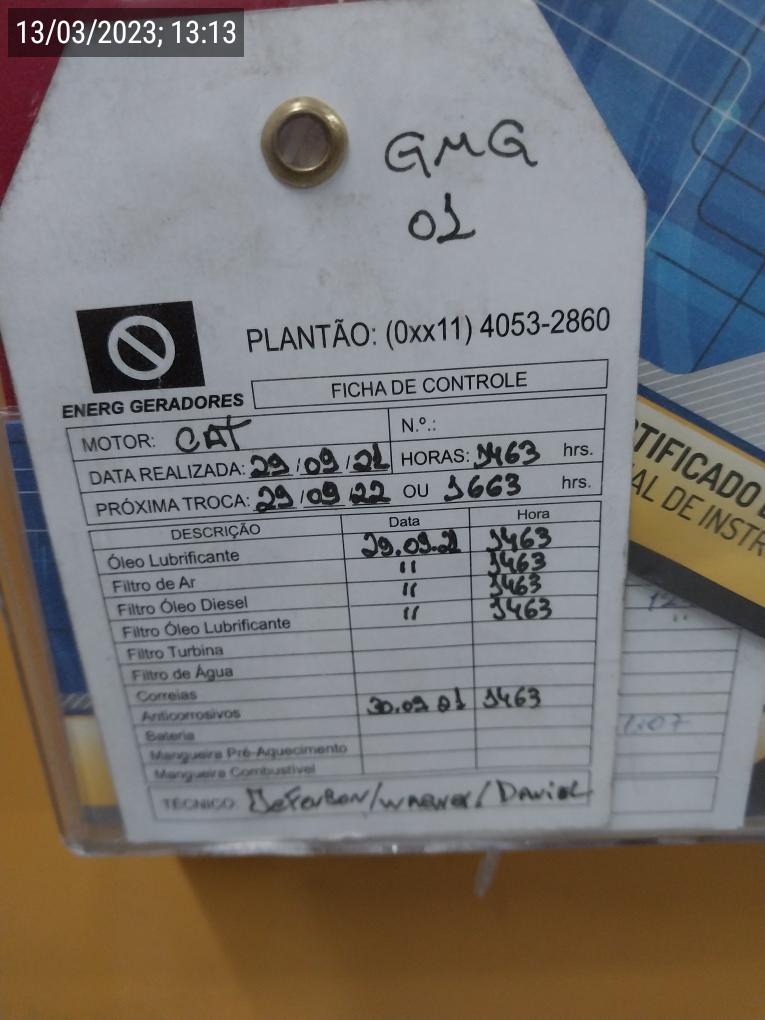 13/03/2023; 13:13
GMG
01
PLANTÃO: (0xx11) 4053-2860
ENERG GERADORES
FICHA DE CONTROLE
MOTOR: CAT N.º.:
DATA REALIZADA: 29/09/21 HORAS: 1463 hrs.
PRÓXIMA TROCA: 29/09/22 OU 1663 hrs.
DESCRIÇÃO Data Hora
Óleo Lubrificante 29.09.21 1463
Filtro de Ar " 1463
Filtro Óleo Diesel " 1463
Filtro Óleo Lubrificante " 1463
Filtro Turbina
Filtro de Água
Correias
Anticorrosivos 30.09.21 1463
Bateria
Mangueira Pré-Aquecimento
Mangueira Combustível
TÉCNICO: /Wagner/Daniel
AL DE INSTR